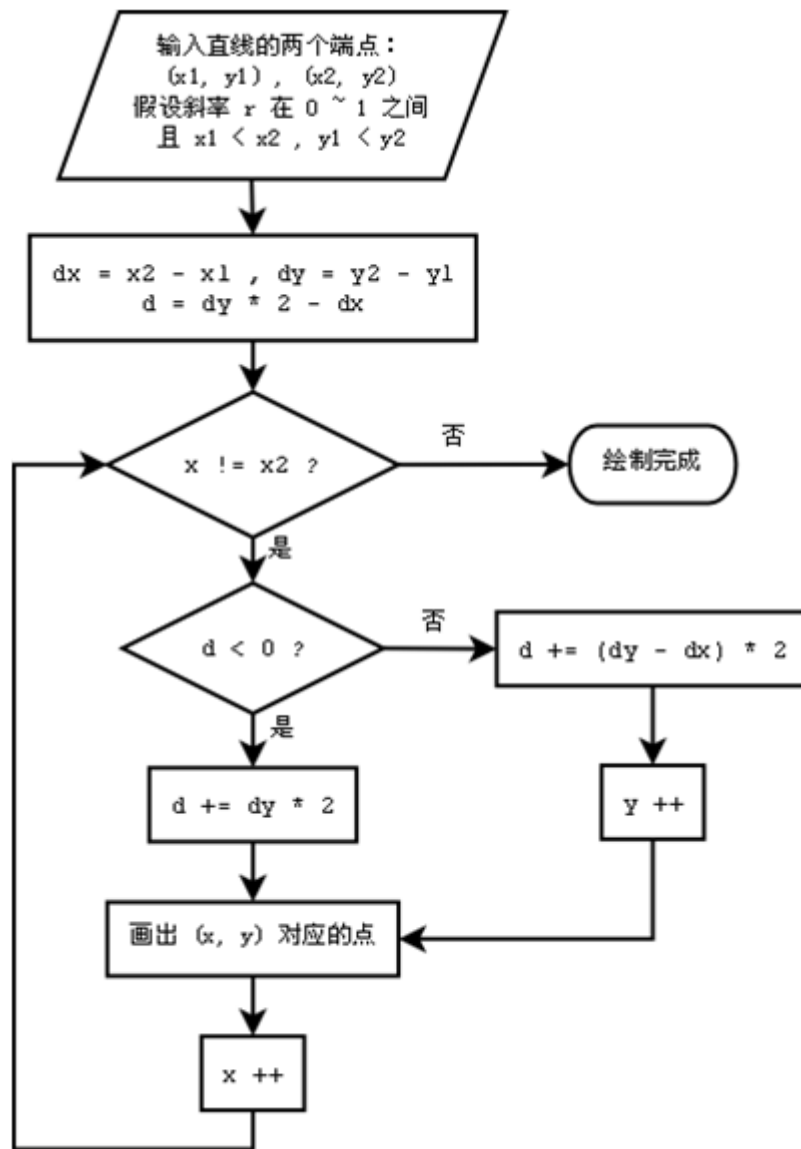 输入直线的两个端点：
(x1, y1) , (x2, y2)
假设斜率 r 在 0 ~ 1 之间
且 x1 < x2 , y1 < y2
dx = x2 - x1 , dy = y2 - y1
d = dy * 2 - dx
x != x2 ?
否
绘制完成
是
d < 0 ?
否
d += (dy - dx) * 2
是
d += dy * 2
y ++
画出 (x, y) 对应的点
x ++